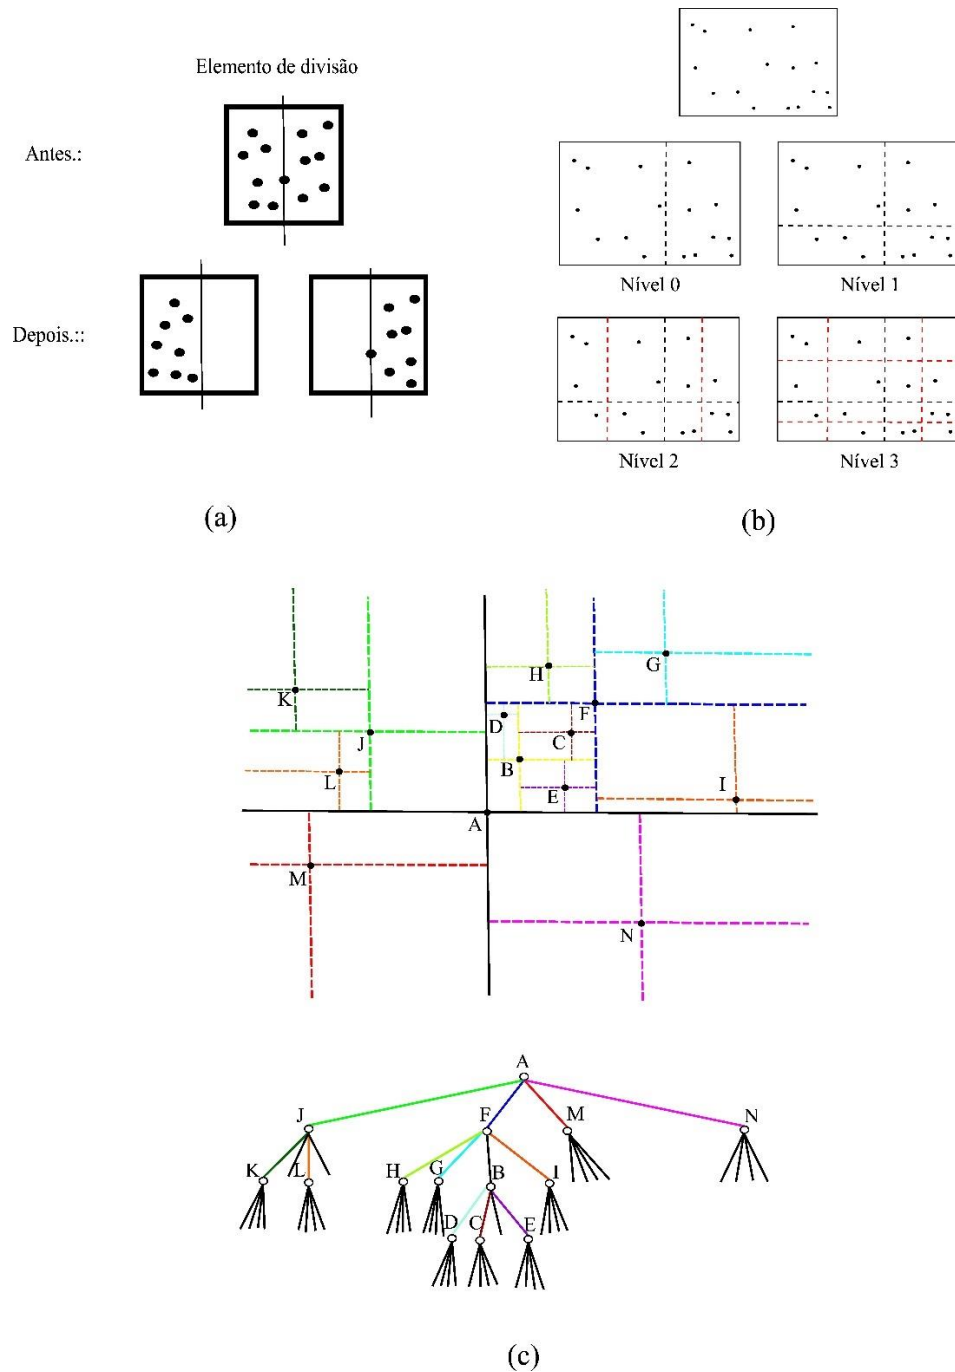 Elemento de divisão
Antes.:
Depois.::
(a)
Nível 0
Nível 1
Nível 2
Nível 3
(b)
H
G
K
F
D
J
C
B
L
E
I
A
M
N
A
J
F
M
N
K
L
H
G
B
I
D
C
E
(c)